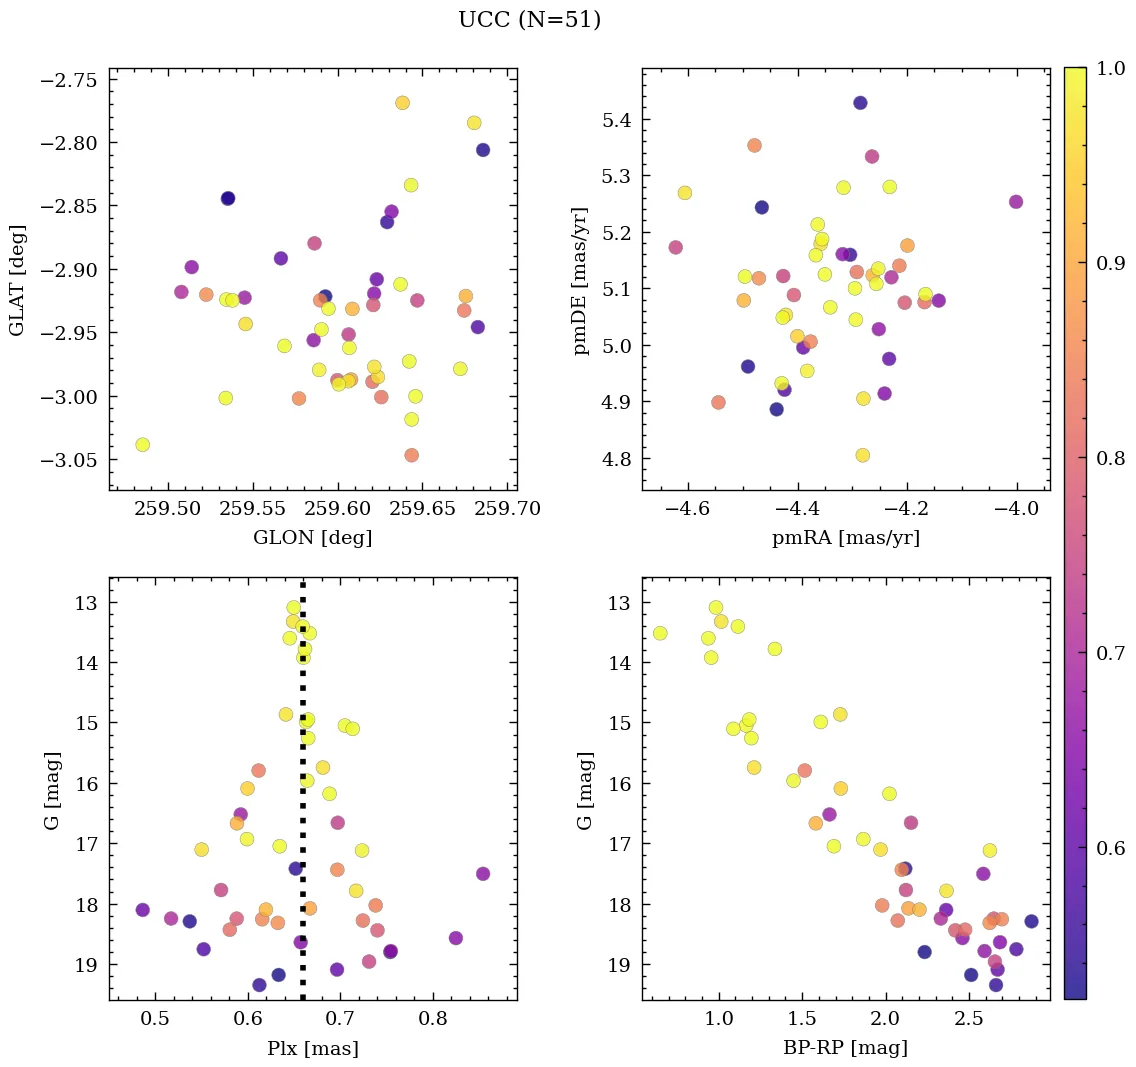 UCC (N=51)
−2.75
−2.80
−2.85
−2.90
−2.95
−3.00
−3.05
GLAT [deg]
259.50 259.55 259.60 259.65 259.70
GLON [deg]
5.4
5.3
5.2
5.1
5.0
4.9
4.8
pmDE [mas/yr]
−4.6 −4.4 −4.2 −4.0
pmRA [mas/yr]
13
14
15
16
17
18
19
G [mag]
0.5 0.6 0.7 0.8
Plx [mas]
13
14
15
16
17
18
19
G [mag]
1.0 1.5 2.0 2.5
BP-RP [mag]
1.0
0.9
0.8
0.7
0.6